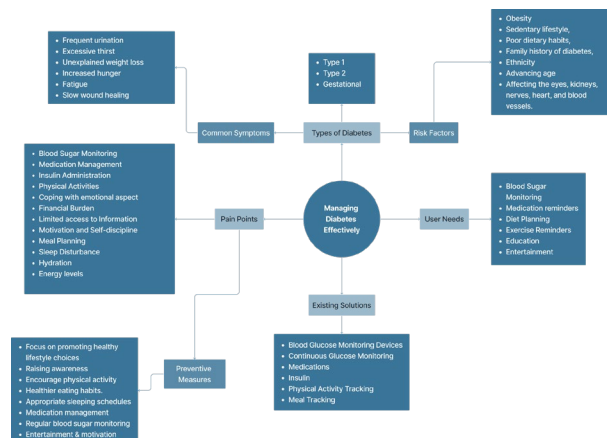 • Frequent urination
• Excessive thirst
• Unexplained weight loss
• Increased hunger
• Fatigue
• Slow wound healing
• Type 1
• Type 2
• Gestational
• Obesity
• Sedentary lifestyle,
• Poor dietary habits,
• Family history of diabetes,
• Ethnicity
• Advancing age
• Affecting the eyes, kidneys,
nerves, heart, and blood
vessels.
Common Symptoms
Types of Diabetes
Risk Factors
• Blood Sugar Monitoring
• Medication Management
• Insulin Administration
• Physical Activities
• Coping with emotional aspect
• Financial Burden
• Limited access to Information
• Motivation and Self-discipline
• Meal Planning
• Sleep Disturbance
• Hydration
• Energy levels
Pain Points
Managing
Diabetes
Effectively
User Needs
• Blood Sugar
Monitoring
• Medication reminders
• Diet Planning
• Exercise Reminders
• Education
• Entertainment
Existing Solutions
• Blood Glucose Monitoring Devices
• Continuous Glucose Monitoring
• Medications
• Insulin
• Physical Activity Tracking
• Meal Tracking
Preventive
Measures
• Focus on promoting healthy
lifestyle choices
• Raising awareness
• Encourage physical activity
• Healthier eating habits.
• Appropriate sleeping schedules
• Medication management
• Regular blood sugar monitoring
• Entertainment & motivation